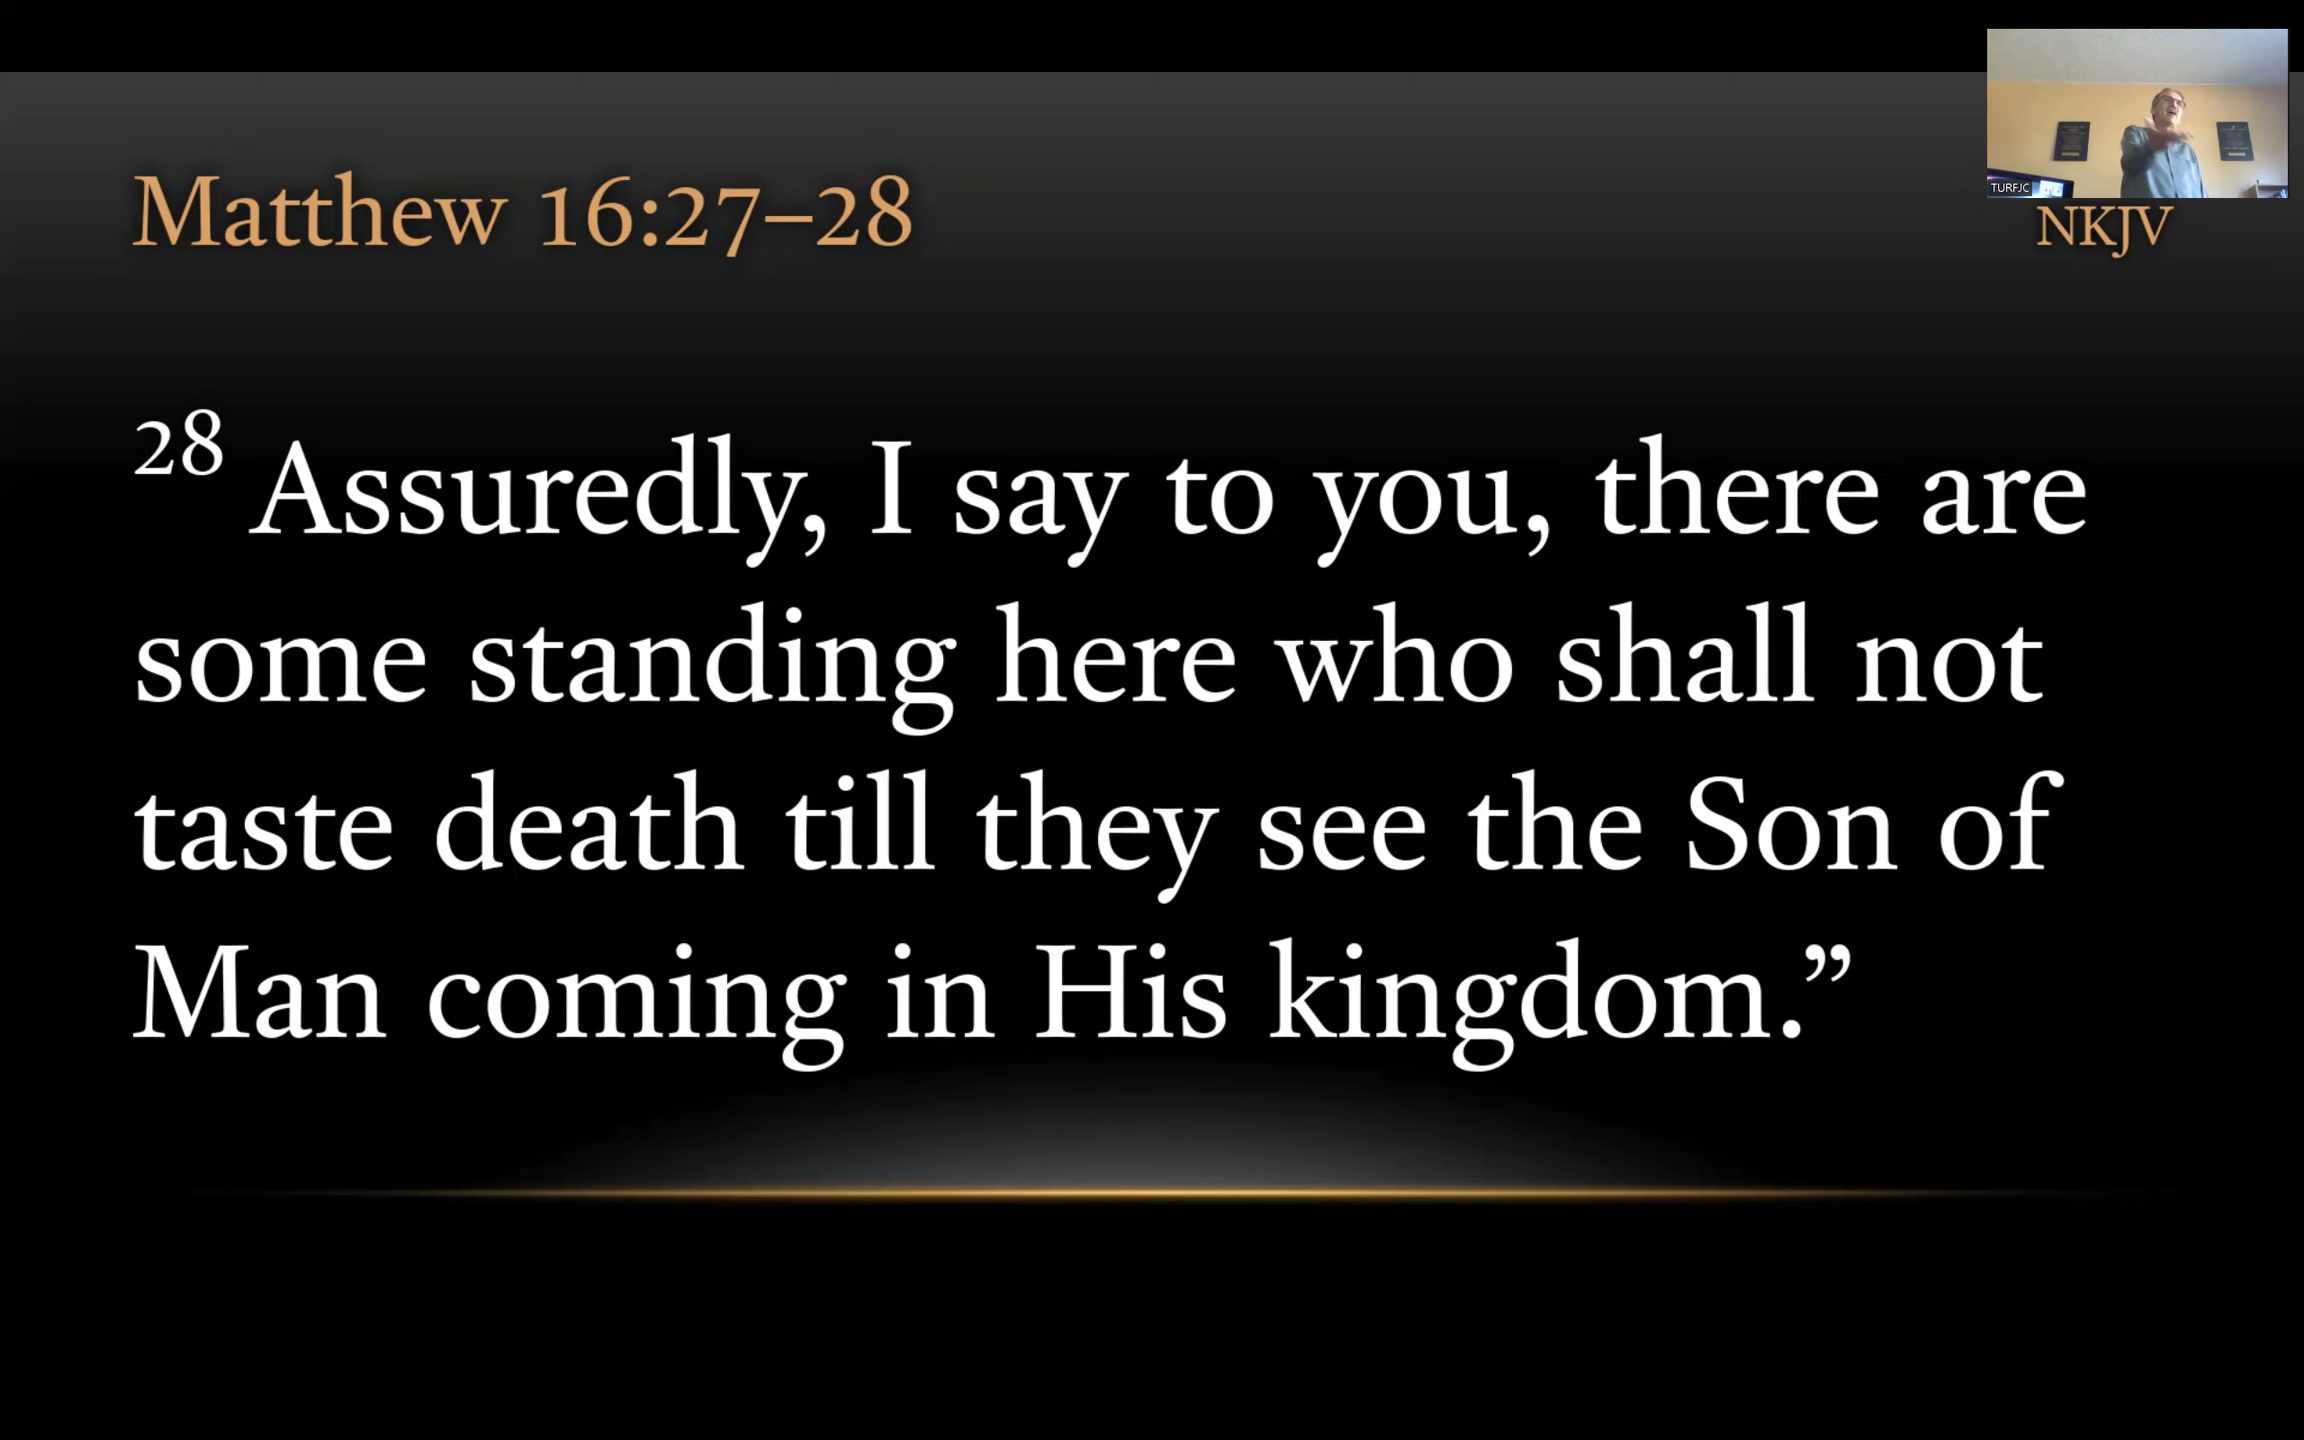 TURFJC
Matthew 16:27–28
NKJV
28 Assuredly, I say to you, there are
some standing here who shall not
taste death till they see the Son of
Man coming in His kingdom.”